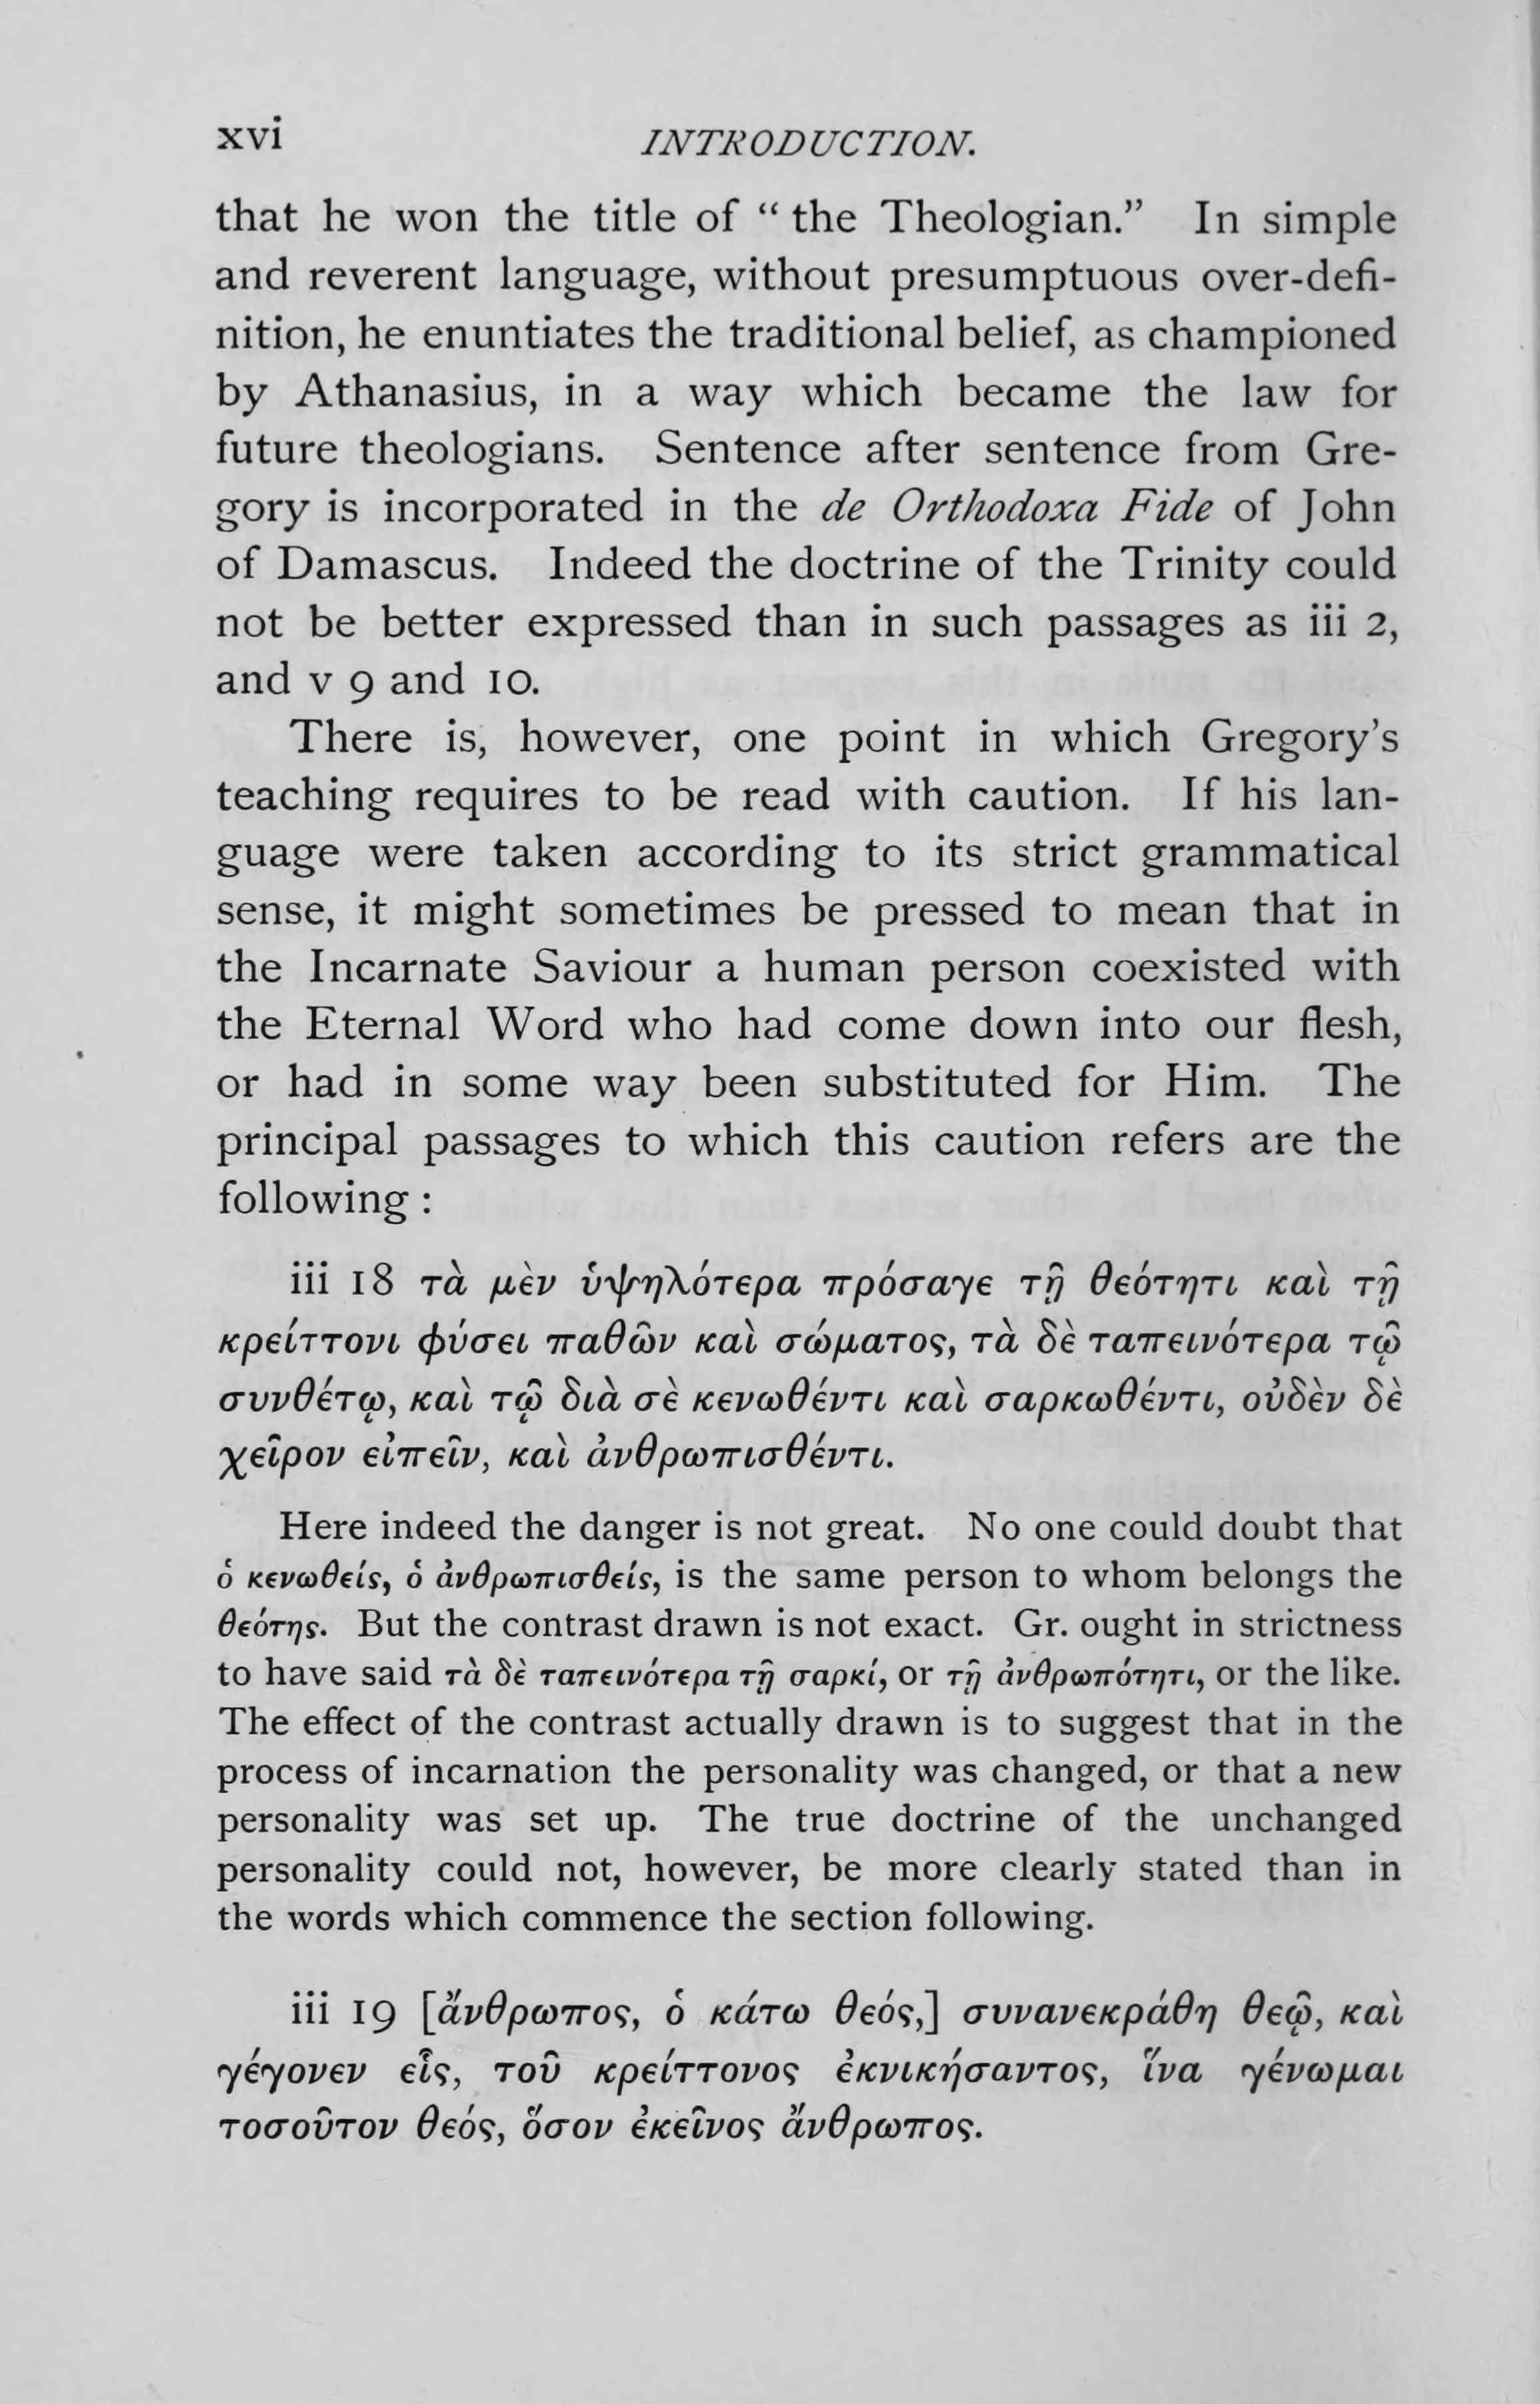 xvi INTRODUCTION.
that he won the title of “ the Theologian.” In simple
and reverent language, without presumptuous over-defi-
nition, he enuntiates the traditional belief, as championed
by Athanasius, in a way which became the law for
future theologians. Sentence after sentence from Gre-
gory is incorporated in the de Orthodoxa Fide of John
of Damascus. Indeed the doctrine of the Trinity could
not be better expressed than in such passages as iii 2,
and v 9 and 10.
There is, however, one point in which Gregory’s
teaching requires to be read with caution. If his lan-
guage were taken according to its strict grammatical
sense, it might sometimes be pressed to mean that in
the Incarnate Saviour a human person coexisted with
the Eternal Word who had come down into our flesh,
or had in some way been substituted for Him. The
principal passages to which this caution refers are the
following :
iii 18 τὰ μὲν ὑψηλότερα πρόσαγε τῇ θεότητι καὶ τῇ
κρείττονι φύσει παθῶν καὶ σώματος, τὰ δὲ ταπεινότερα τῷ
συνθέτῳ, καὶ τῷ διὰ σὲ κενωθέντι καὶ σαρκωθέντι, οὐδὲν δὲ
χεῖρον εἰπεῖν, καὶ ἀνθρωπισθέντι.
Here indeed the danger is not great. No one could doubt that
ὁ κενωθείς, ὁ ἀνθρωπισθείς, is the same person to whom belongs the
θεότης. But the contrast drawn is not exact. Gr. ought in strictness
to have said τὰ δὲ ταπεινότερα τῇ σαρκί, or τῇ ἀνθρωπότητι, or the like.
The effect of the contrast actually drawn is to suggest that in the
process of incarnation the personality was changed, or that a new
personality was set up. The true doctrine of the unchanged
personality could not, however, be more clearly stated than in
the words which commence the section following.
iii 19 [ἄνθρωπος, ὁ κάτω θεός,] συνανεκράθη θεῷ, καὶ
γέγονεν εἷς, τοῦ κρείττονος ἐκνικήσαντος, ἵνα γένωμαι
τοσοῦτον θεός, ὅσον ἐκεῖνος ἄνθρωπος.